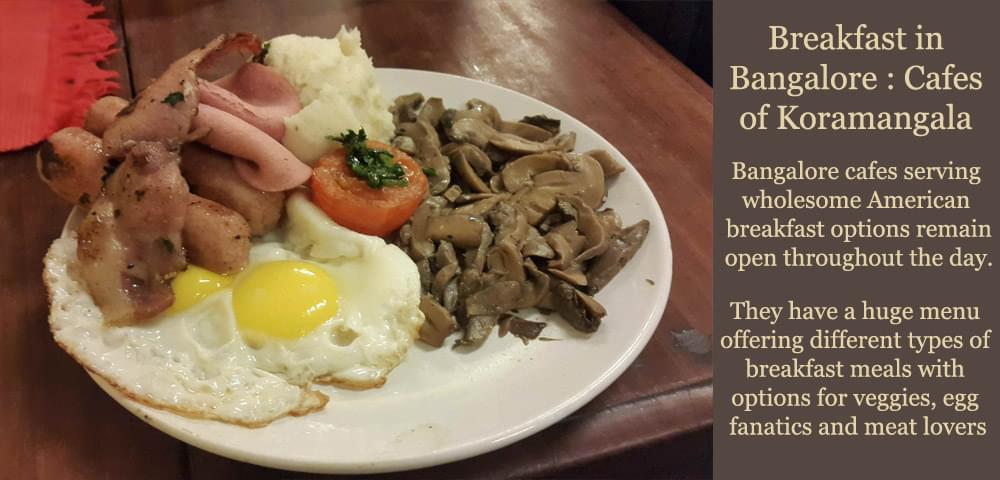 Breakfast in
Bangalore : Cafes
of Koramangala
Bangalore cafes serving
wholesome American
breakfast options remain
open throughout the day.
They have a huge menu
offering different types of
breakfast meals with
options for veggies, egg
fanatics and meat lovers